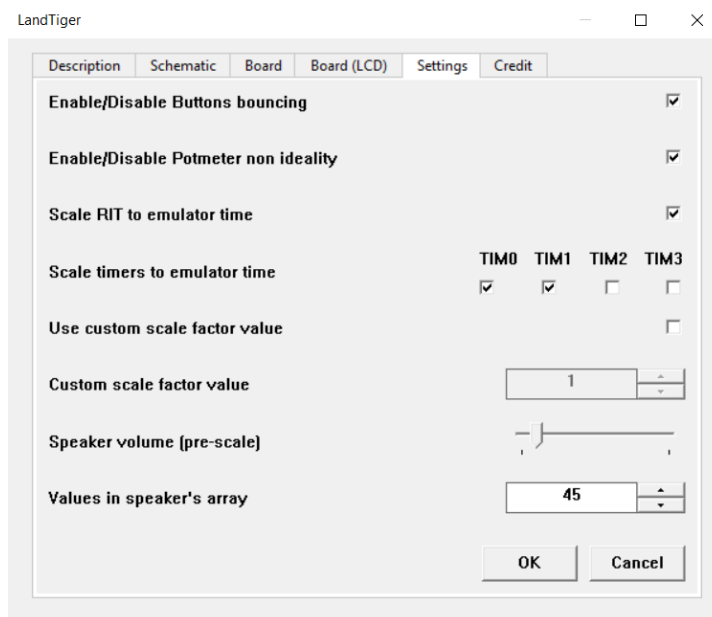 LandTiger
Description Schematic Board Board (LCD) Settings Credit
Enable/Disable Buttons bouncing
Enable/Disable Potmeter non ideality
Scale RIT to emulator time
TIM0 TIM1 TIM2 TIM3
Scale timers to emulator time
Use custom scale factor value
Custom scale factor value 1
Speaker volume (pre-scale)
Values in speaker's array 45
OK Cancel